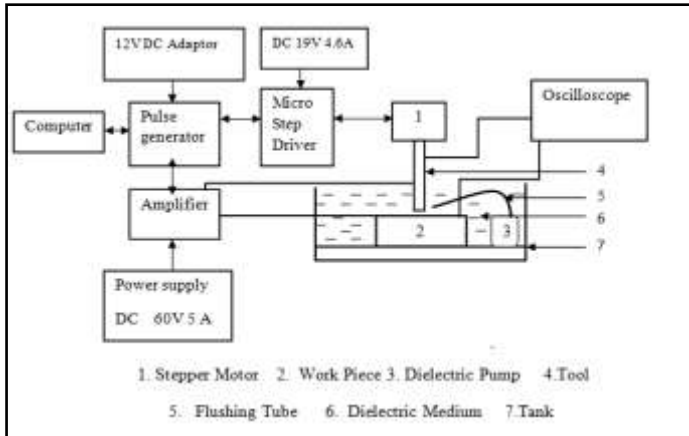 12V DC Adaptor
DC 19V 4.6A
Computer
Pulse
generator
Micro
Step
Driver
1
Oscilloscope
4
5
6
7
2
3
Amplifier
Power supply
DC 60V 5 A
1. Stepper Motor 2. Work Piece 3. Dielectric Pump 4.Tool
5. Flushing Tube 6. Dielectric Medium 7.Tank